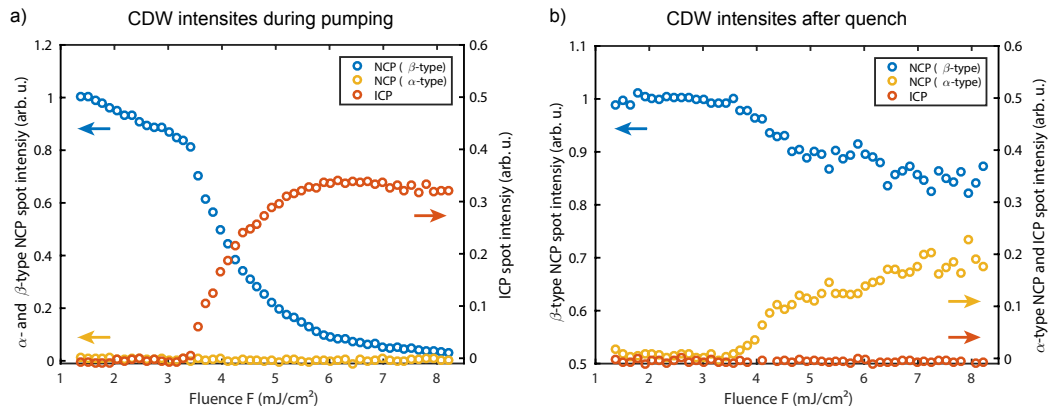 a)
CDW intensites during pumping
1.2
1
0.8
0.6
0.4
0.2
0
α- and β-type NCP spot intensiy (arb. u.)
NCP ( β-type)
NCP ( α-type)
ICP
0.6
0.5
0.4
0.3
0.2
0.1
0
ICP spot intensiy (arb. u.)
1 2 3 4 5 6 7 8
Fluence F (mJ/cm²)
b)
CDW intensites after quench
1.1
1
0.9
0.8
0.7
0.6
0.5
β-type NCP spot intensiy (arb. u.)
NCP ( β-type)
NCP ( α-type)
ICP
0.6
0.5
0.4
0.3
0.2
0.1
0
α-type NCP and ICP spot intensiy (arb. u.)
1 2 3 4 5 6 7 8
Fluence F (mJ/cm²)